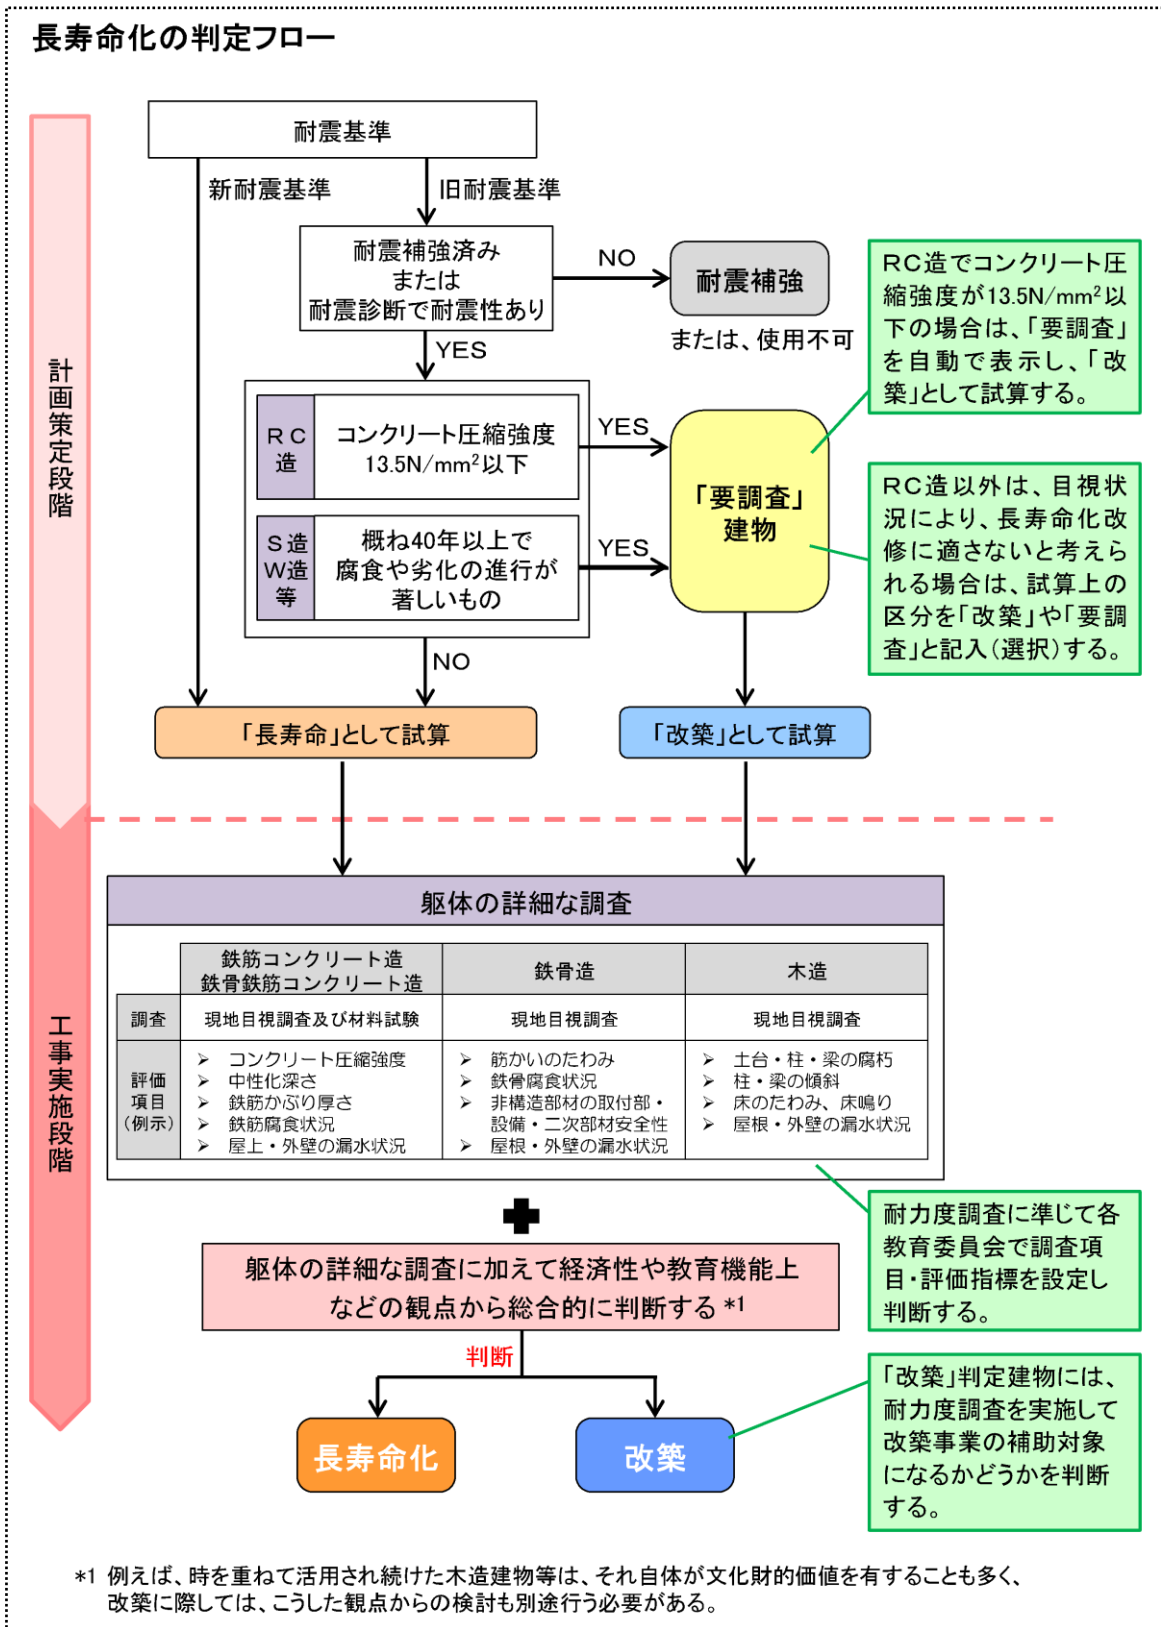 長寿命化の判定フロー
計画策定段階
耐震基準
新耐震基準
旧耐震基準
耐震補強済み
または
耐震診断で耐震性あり
NO
耐震補強
または、使用不可
YES
RC
造
コンクリート圧縮強度
13.5N/mm²以下
YES
S造
W造
等
概ね40年以上で
腐食や劣化の進行が
著しいもの
YES
「要調査」
建物
NO
RC造でコンクリート圧
縮強度が13.5N/mm²以
下の場合は、「要調査」
を自動で表示し、「改
築」として試算する。
RC造以外は、目視状
況により、長寿命化改
修に適さないと考えら
れる場合は、試算上の
区分を「改築」や「要調
査」と記入(選択)する。
「長寿命」として試算
「改築」として試算
工事実施段階
躯体の詳細な調査
鉄筋コンクリート造
鉄骨鉄筋コンクリート造
鉄骨造
木造
調査
現地目視調査及び材料試験
現地目視調査
現地目視調査
評価
項目
(例示)
➢ コンクリート圧縮強度
➢ 中性化深さ
➢ 鉄筋かぶり厚さ
➢ 鉄筋腐食状況
➢ 屋上・外壁の漏水状況
➢ 筋かいのたわみ
➢ 鉄骨腐食状況
➢ 非構造部材の取付部・
設備・二次部材安全性
➢ 屋根・外壁の漏水状況
➢ 土台・柱・梁の腐朽
➢ 柱・梁の傾斜
➢ 床のたわみ、床鳴り
➢ 屋根・外壁の漏水状況
躯体の詳細な調査に加えて経済性や教育機能上
などの観点から総合的に判断する *1
耐力度調査に準じて各
教育委員会で調査項
目・評価指標を設定し
判断する。
判断
長寿命化
改築
「改築」判定建物には、
耐力度調査を実施して
改築事業の補助対象
になるかどうかを判断
する。
*1 例えば、時を重ねて活用され続けた木造建物等は、それ自体が文化財的価値を有することも多く、
改築に際しては、こうした観点からの検討も別途行う必要がある。